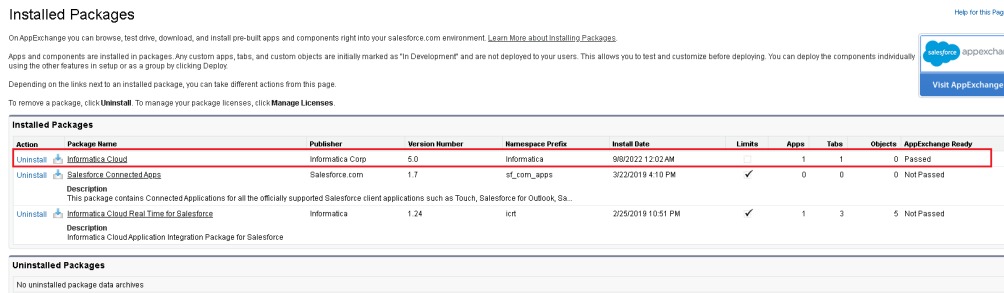 Installed Packages
Help for this Pag
On AppExchange you can browse, test drive, download, and install pre-built apps and components right into your salesforce.com environment. Learn More about Installing Packages.
Apps and components are installed in packages. Any custom apps, tabs, and custom objects are initially marked as "In Development" and are not deployed to your users. This allows you to test and customize before deploying. You can deploy the components individually
using the other features in setup or as a group by clicking Deploy.
salesforce appexchan
Visit AppExchange
Depending on the links next to an installed package, you can take different actions from this page.
To remove a package, click Uninstall. To manage your package licenses, click Manage Licenses.
Installed Packages
Action Package Name Publisher Version Number Namespace Prefix Install Date Limits Apps Tabs Objects AppExchange Ready
Uninstall Informatica Cloud Informatica Corp 5.0 Informatica 9/8/2022 12:02 AM 1 1 0 Passed
Uninstall Salesforce Connected Apps Salesforce.com 1.7 sf_com_apps 3/22/2019 4:10 PM ✓ 0 0 0 Not Passed
Description
This package contains Connected Applications for all the officially supported Salesforce client applications such as Touch, Salesforce for Outlook, Sa...
Uninstall Informatica Cloud Real Time for Salesforce Informatica 1.24 icrt 2/25/2019 10:51 PM ✓ 1 3 5 Not Passed
Description
Informatica Cloud Application Integration Package for Salesforce
Uninstalled Packages
No uninstalled package data archives